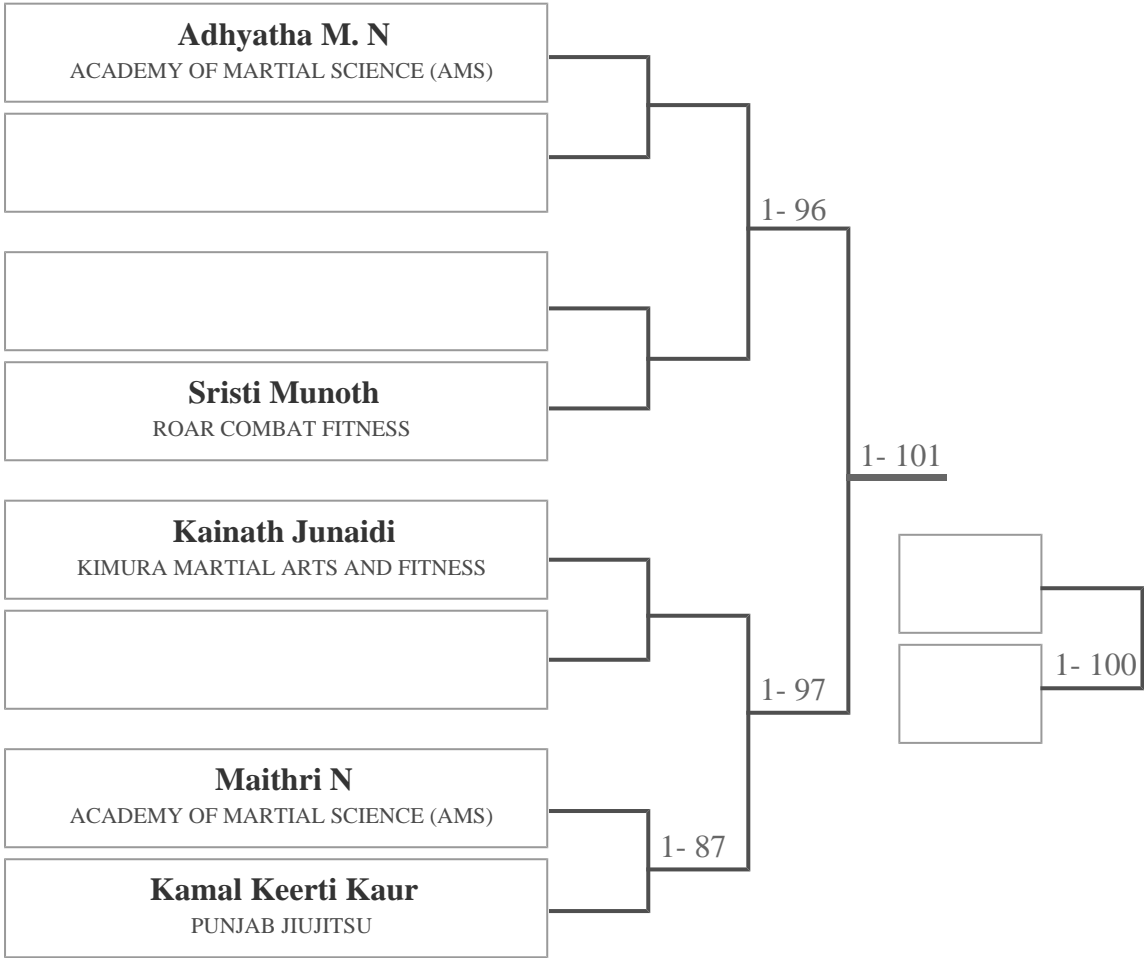 Adhyatha M. N
ACADEMY OF MARTIAL SCIENCE (AMS)
1- 96
Sristi Munoth
ROAR COMBAT FITNESS
1- 101
Kainath Junaidi
KIMURA MARTIAL ARTS AND FITNESS
1- 100
1- 97
Maithri N
ACADEMY OF MARTIAL SCIENCE (AMS)
1- 87
Kamal Keerti Kaur
PUNJAB JIUJITSU